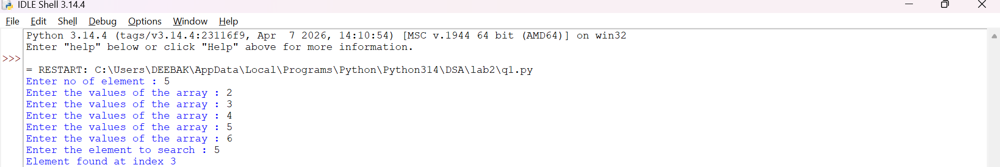 IDLE Shell 3.14.4
File Edit Shell Debug Options Window Help
Python 3.14.4 (tags/v3.14.4:23116f9, Apr  7 2026, 14:10:54) [MSC v.1944 64 bit (AMD64)] on win32
Enter "help" below or click "Help" above for more information.
>>>
= RESTART: C:\Users\DEEBAK\AppData\Local\Programs\Python\Python314\DSA\lab2\q1.py
Enter no of element : 5
Enter the values of the array : 2
Enter the values of the array : 3
Enter the values of the array : 4
Enter the values of the array : 5
Enter the values of the array : 6
Enter the element to search : 5
Element found at index 3